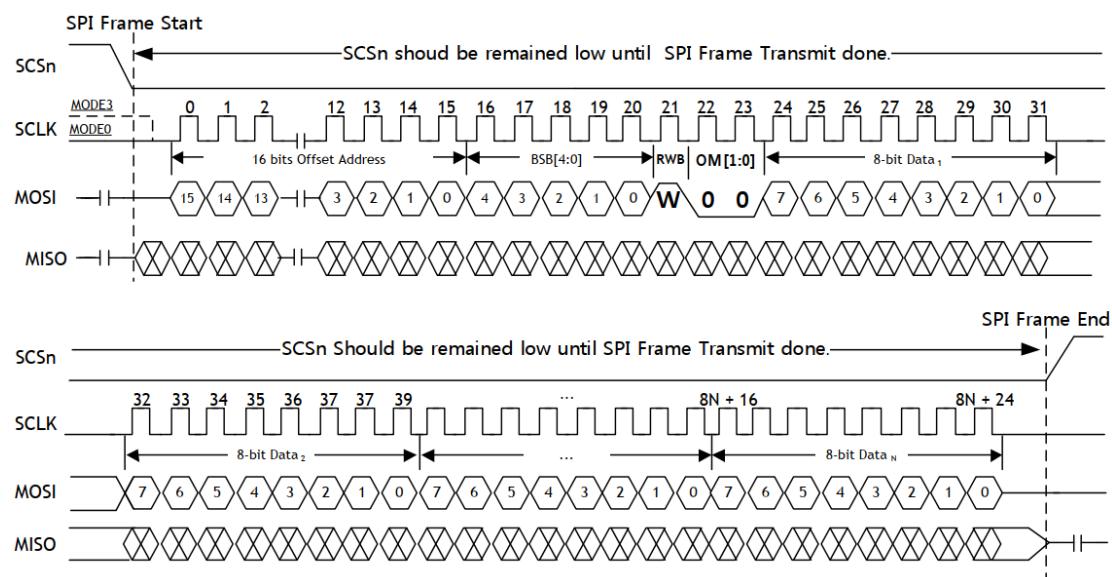 SPI Frame Start
SCSn shoud be remained low until SPI Frame Transmit done.
SCSn
MODE3
0 1 2 12 13 14 15 16 17 18 19 20 21 22 23 24 25 26 27 28 29 30 31
SCLK MODE0
16 bits Offset Address BSB[4:0] RWB OM [1:0] 8-bit Data 1
MOSI 15 14 13 3 2 1 0 4 3 2 1 0 W 0 0 7 6 5 4 3 2 1 0
MISO
SPI Frame End
SCSn Should be remained low until SPI Frame Transmit done.
SCSn
32 33 34 35 36 37 37 39 ... 8N + 16 8N + 24
SCLK
8-bit Data 2 ... 8-bit Data N
MOSI 7 6 5 4 3 2 1 0 7 6 5 4 3 2 1 0 7 6 5 4 3 2 1 0
MISO